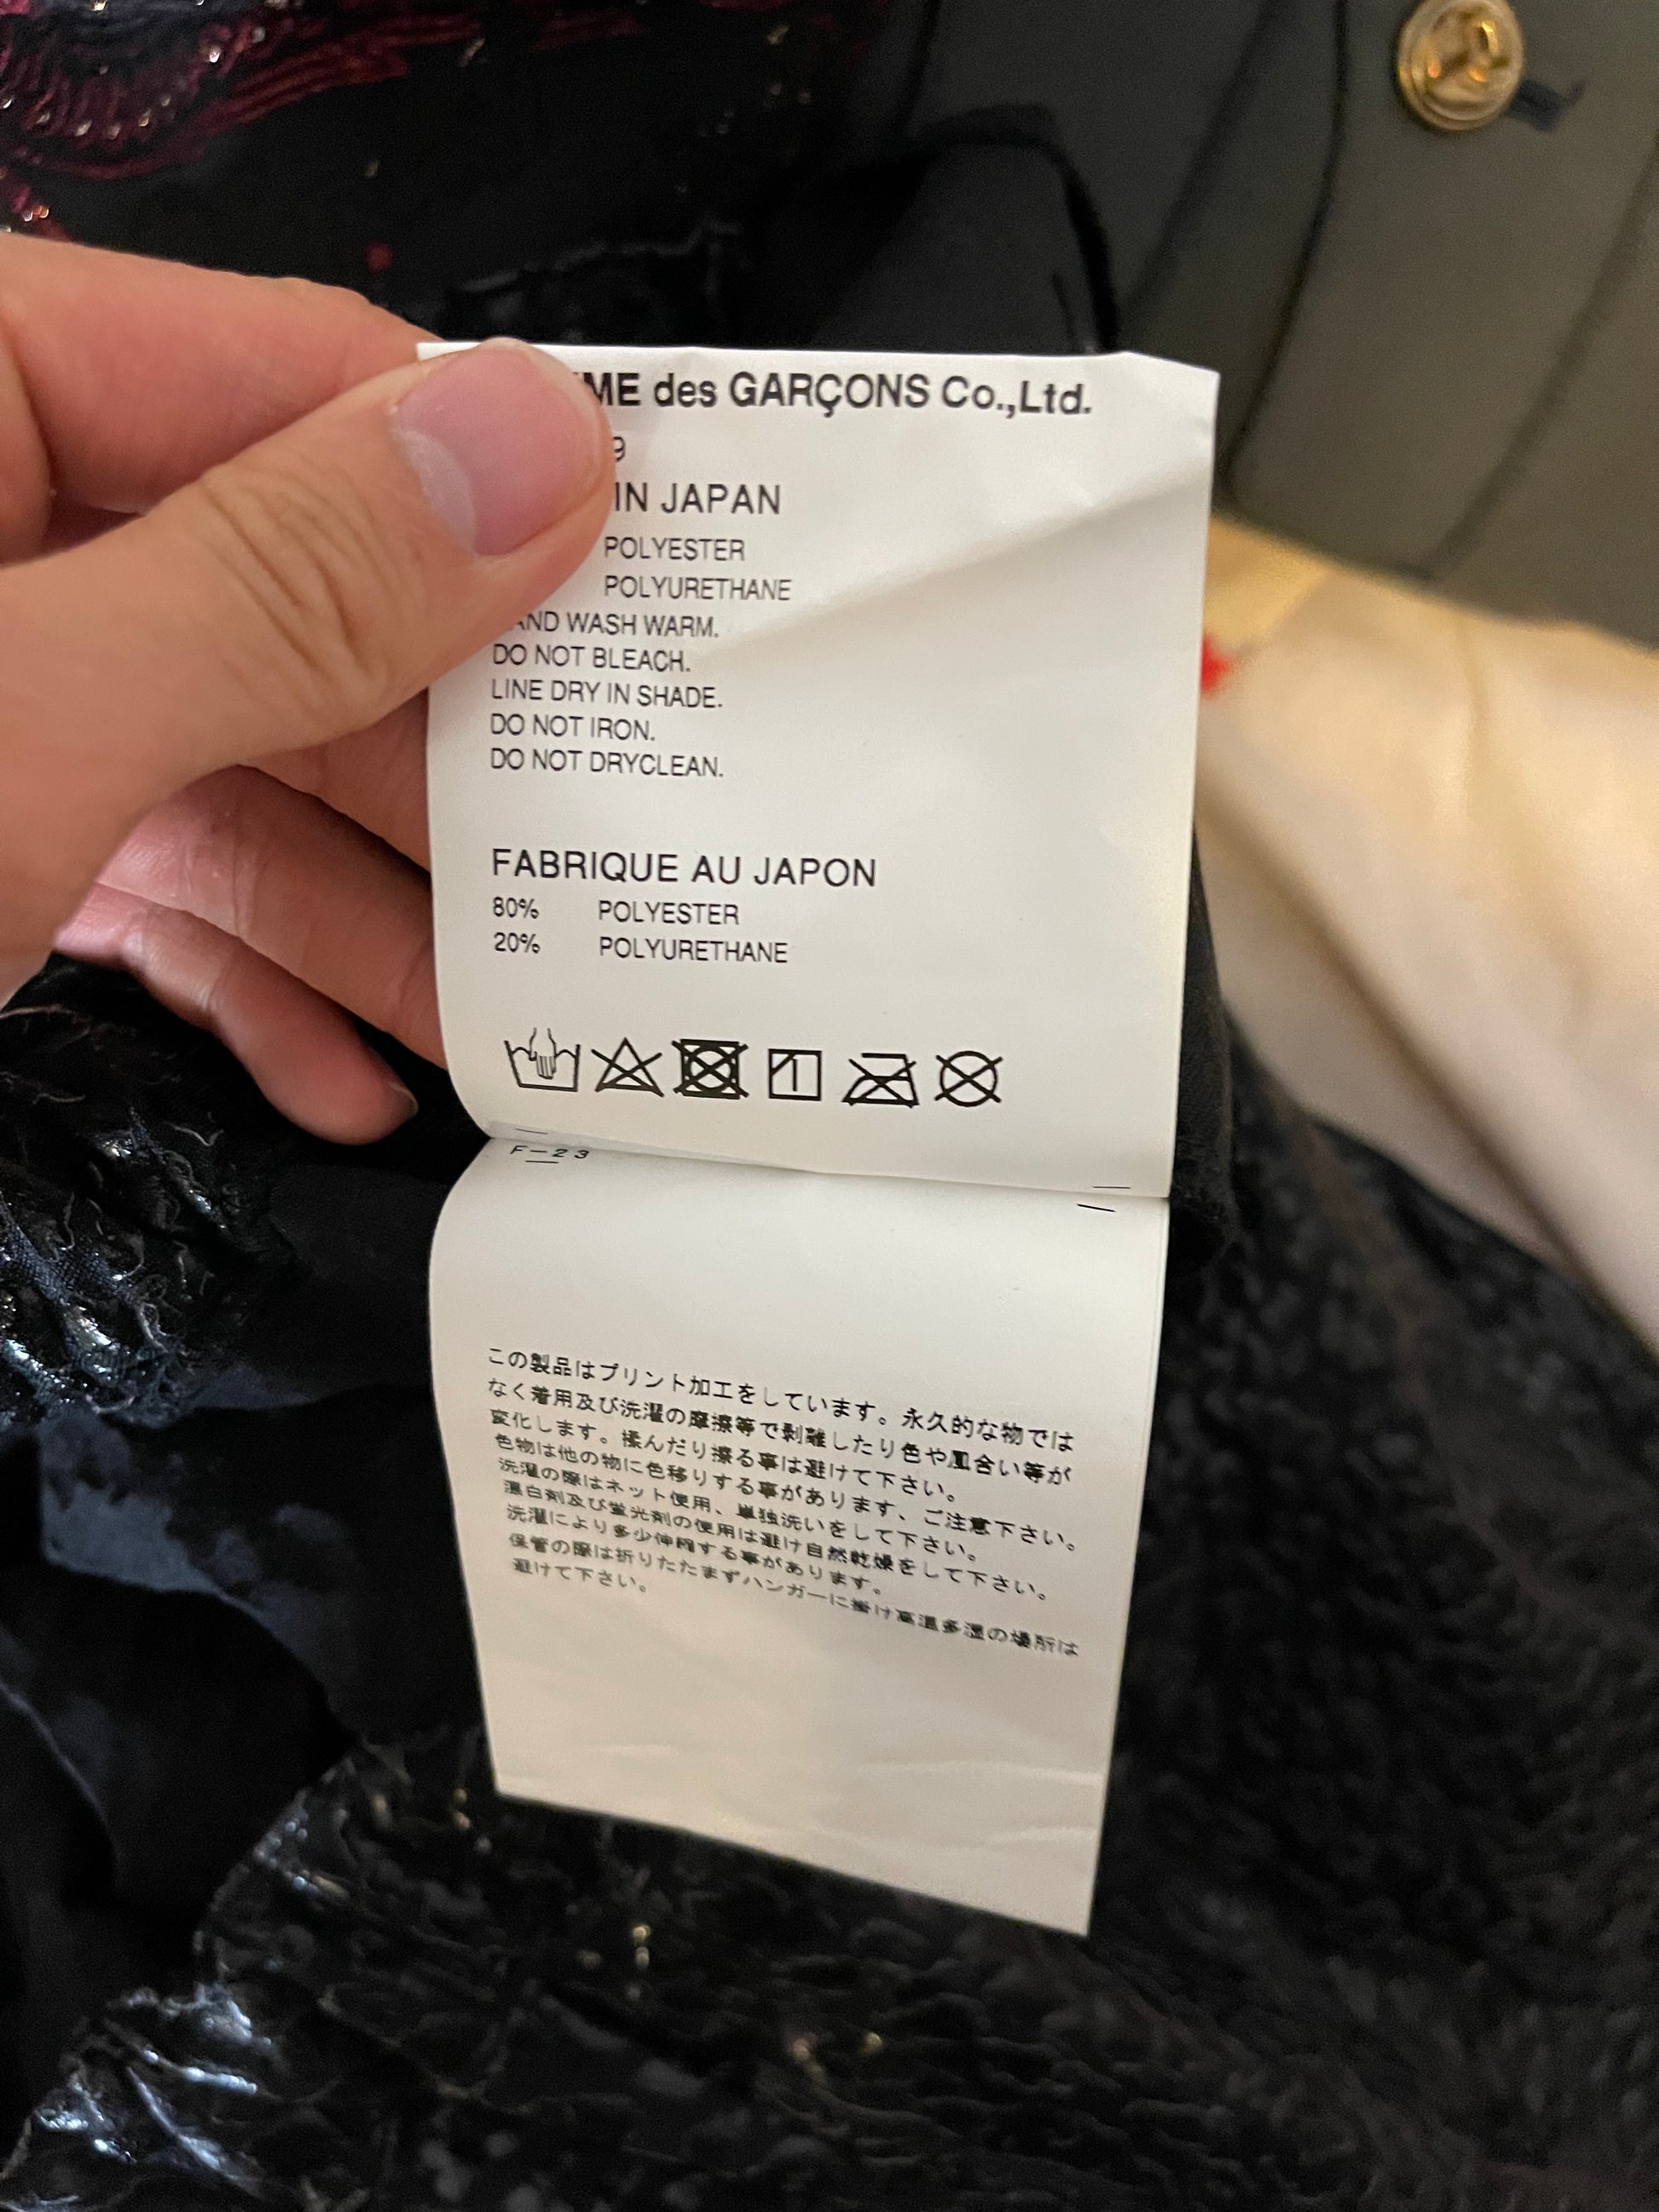 ME des GARÇONS Co.,Ltd.
9
IN JAPAN
POLYESTER
POLYURETHANE
AND WASH WARM.
DO NOT BLEACH.
LINE DRY IN SHADE.
DO NOT IRON.
DO NOT DRYCLEAN.
FABRIQUE AU JAPON
80% POLYESTER
20% POLYURETHANE
F-23
この製品はプリント加工をしています。永久的な物では
なく着用及び洗濯の摩擦等で剥離したり色や風合い等が
変化します。揉んだり擦る事は避けて下さい。
色物は他の物に色移りする事があります、ご注意下さい。
洗濯の際はネット使用、単独洗いをして下さい。
漂白剤及び蛍光剤の使用は避け自然乾燥をして下さい。
洗濯により多少伸縮する事があります。
保管の際は折りたたまずハンガーに掛け高温多湿の場所は
避けて下さい。